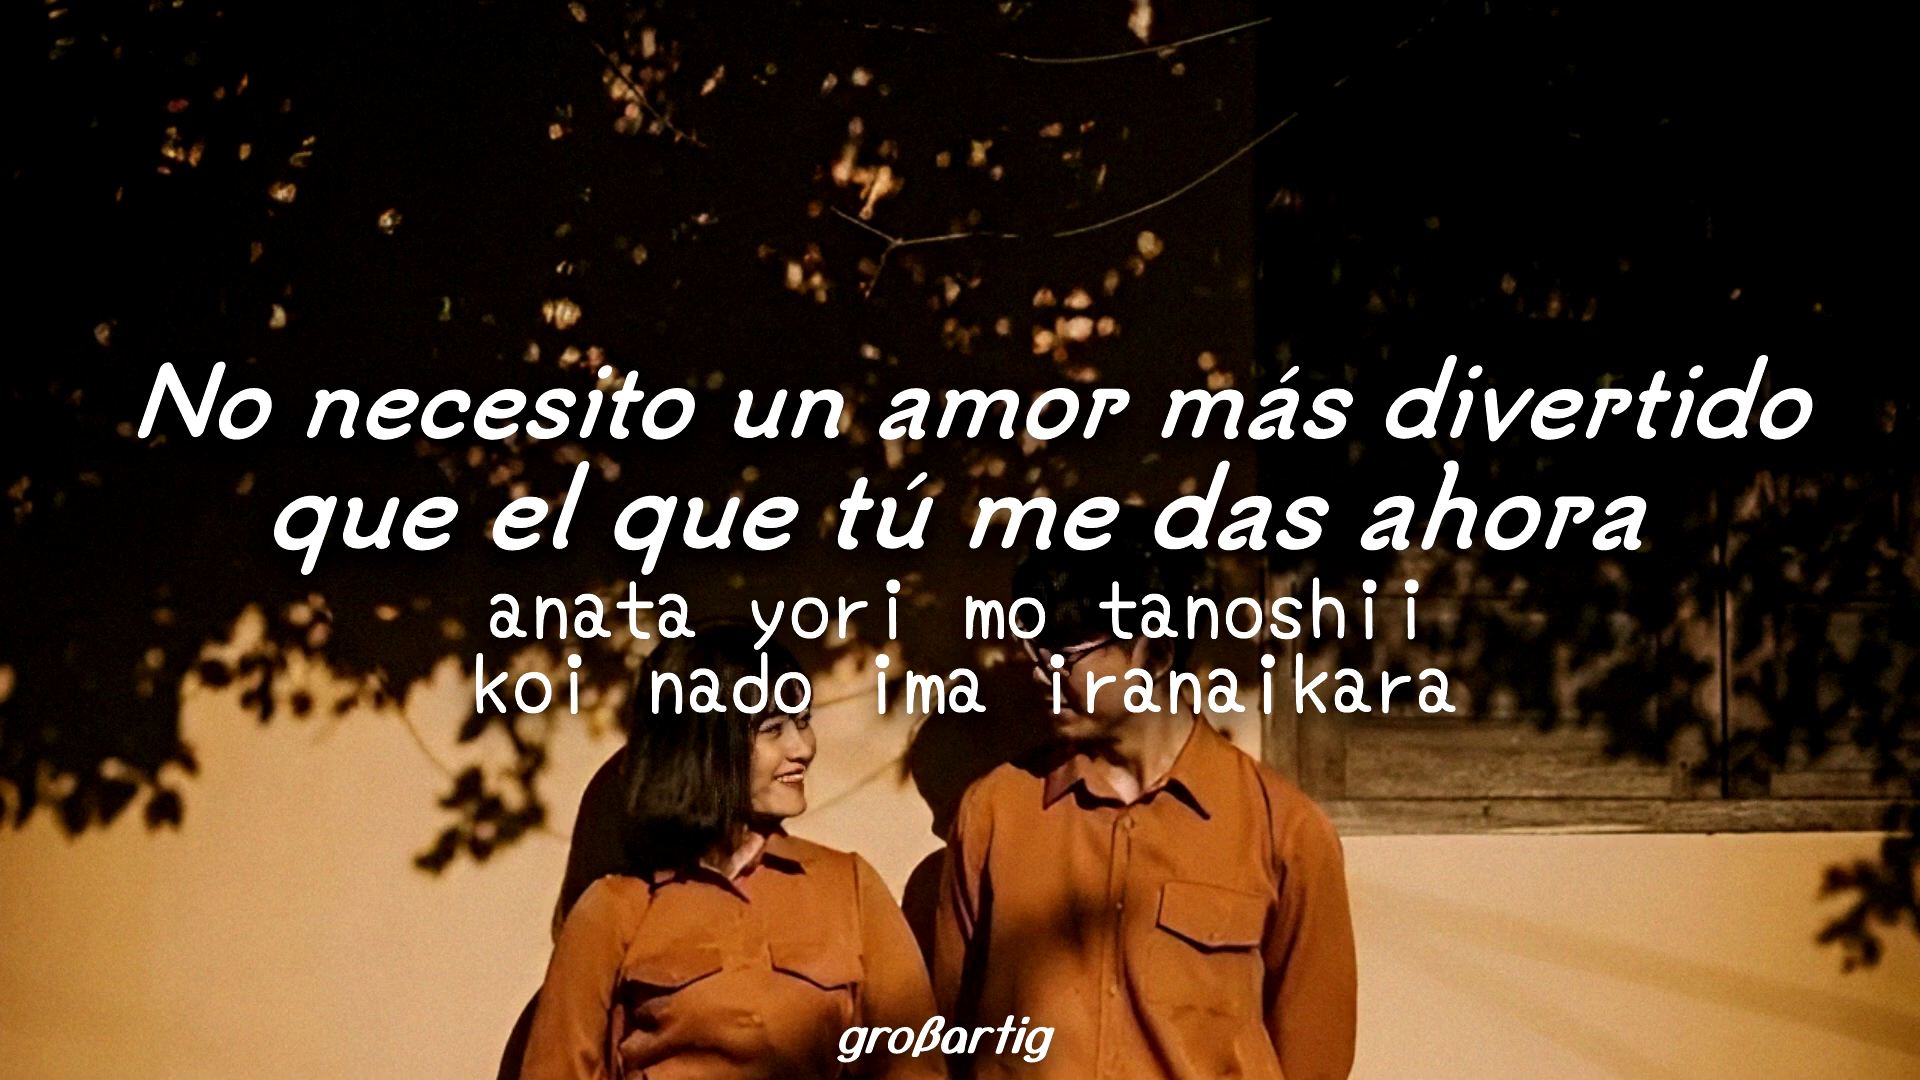 No necesito un amor más divertido
que el que tú me das ahora
anata yori mo tanoshii
koi nado ima iranaikara
großartig